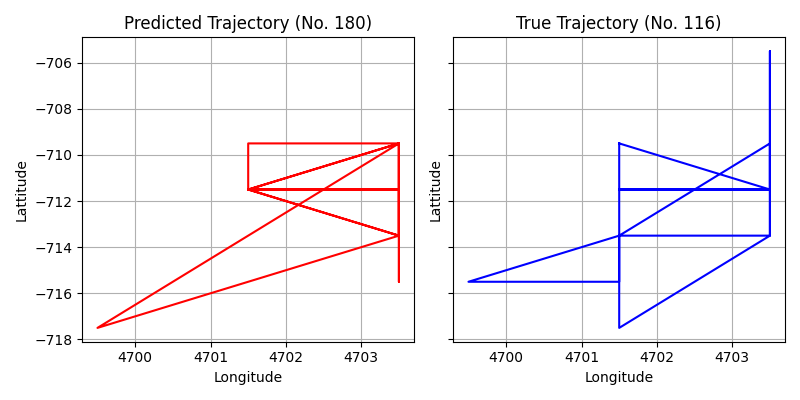 Predicted Trajectory (No. 180)
True Trajectory (No. 116)
Lattitude
−706
−708
−710
−712
−714
−716
−718
4700
4701
4702
4703
Longitude
Lattitude
4700
4701
4702
4703
Longitude